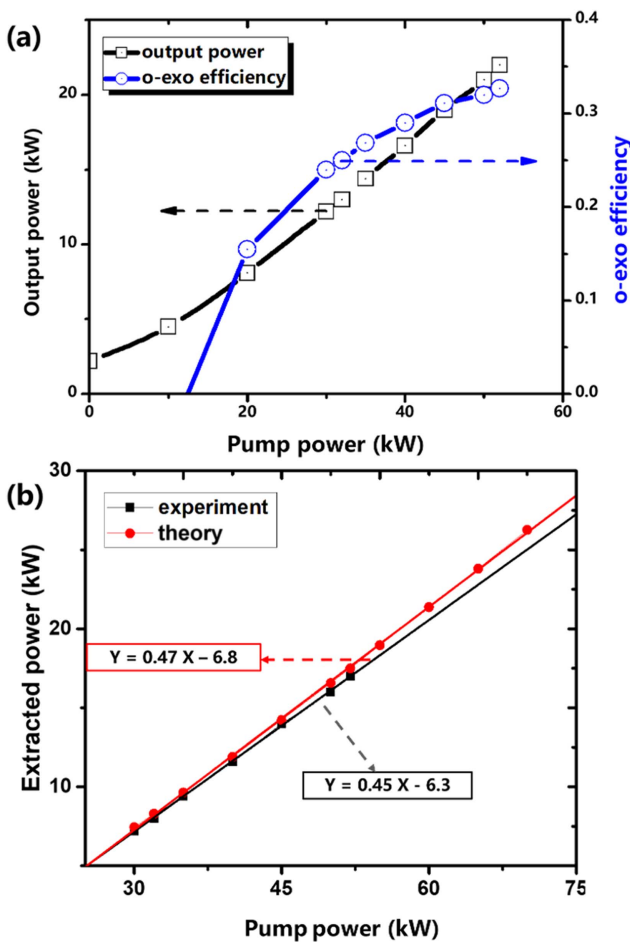 (a)
output power
o-exo efficiency
Output power (kW)
20
10
0
0.4
0.3
0.2
0.1
0.0
o-exo efficiency
0 20 40 60
Pump power (kW)
(b)
experiment
theory
Extracted power (kW)
30
20
10
Y = 0.47 X – 6.8
Y = 0.45 X - 6.3
30 45 60 75
Pump power (kW)